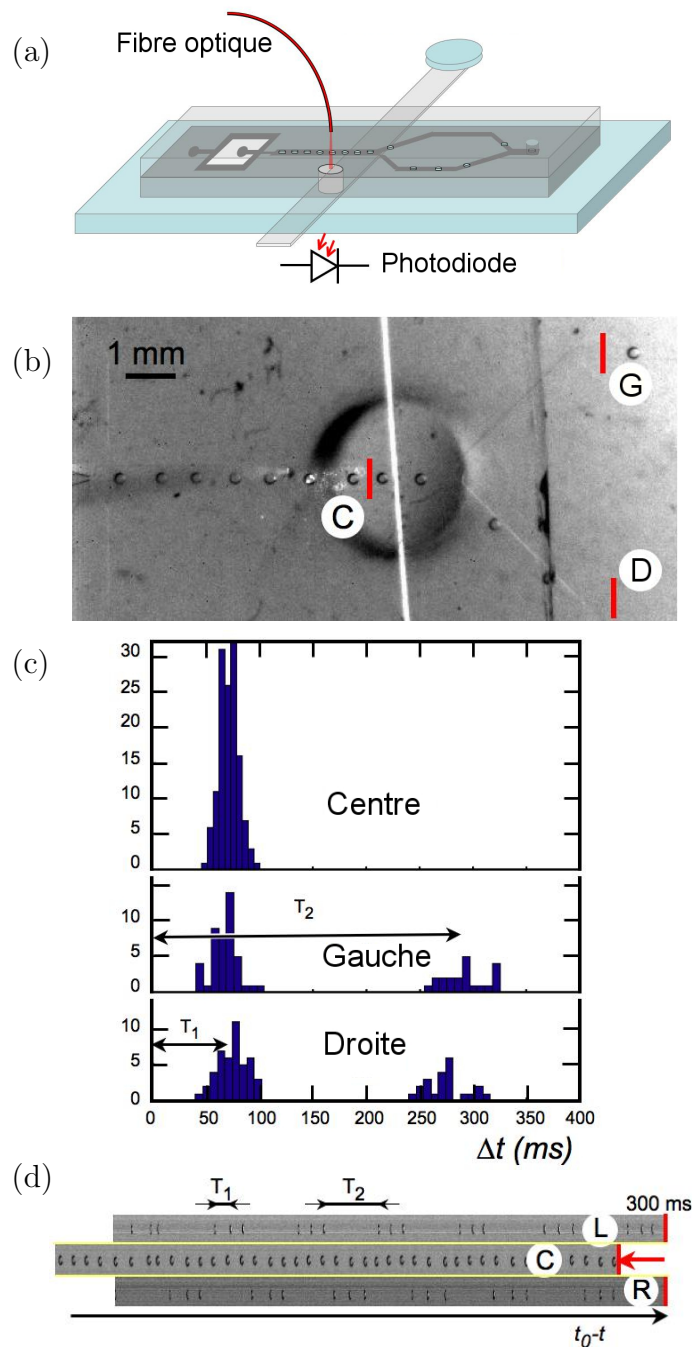 (a)
Fibre optique
Photodiode
(b)
1 mm
G
C
D
(c)
30
25
20
15
10
5
0
Centre
10
5
0
T2
Gauche
10
5
0
T1
Droite
0 50 100 150 200 250 300 350 400
Δt (ms)
(d)
T1 T2 300 ms
L
C
R
t0-t